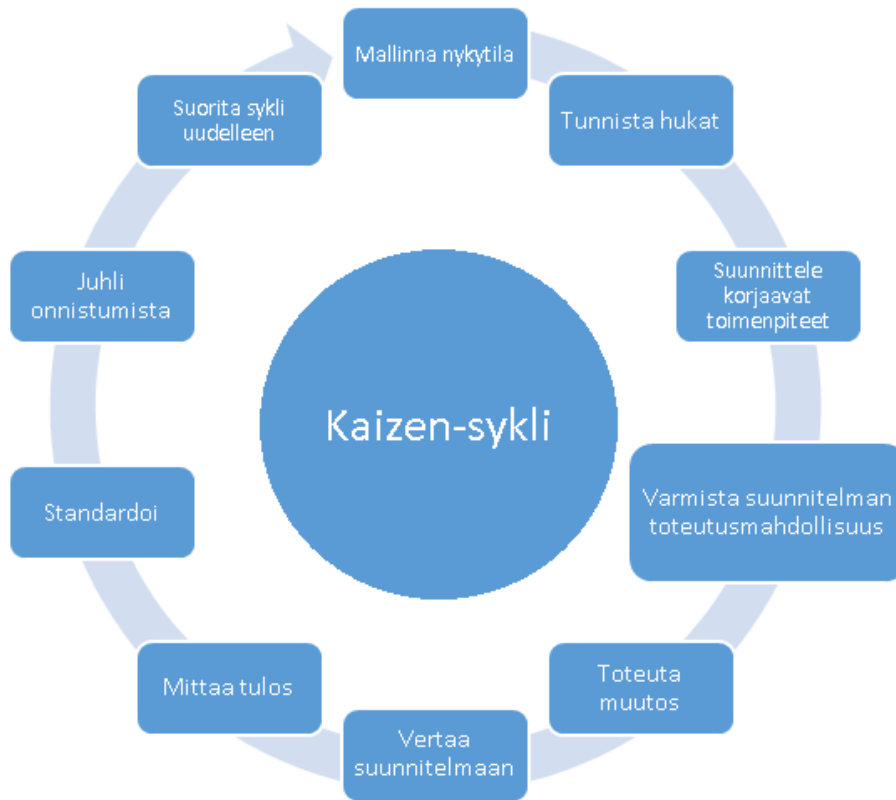 Mallinna nykytila
Tunnista hukat
Suunnittele
korjaavat
toimenpiteet
Varmista suunnitelman
toteutusmahdollisuus
Toteuta
muutos
Vertaa
suunnitelmaan
Mittaa tulos
Standardoi
Juhli
onnistumista
Suorita sykli
uudelleen
Kaizen-sykli